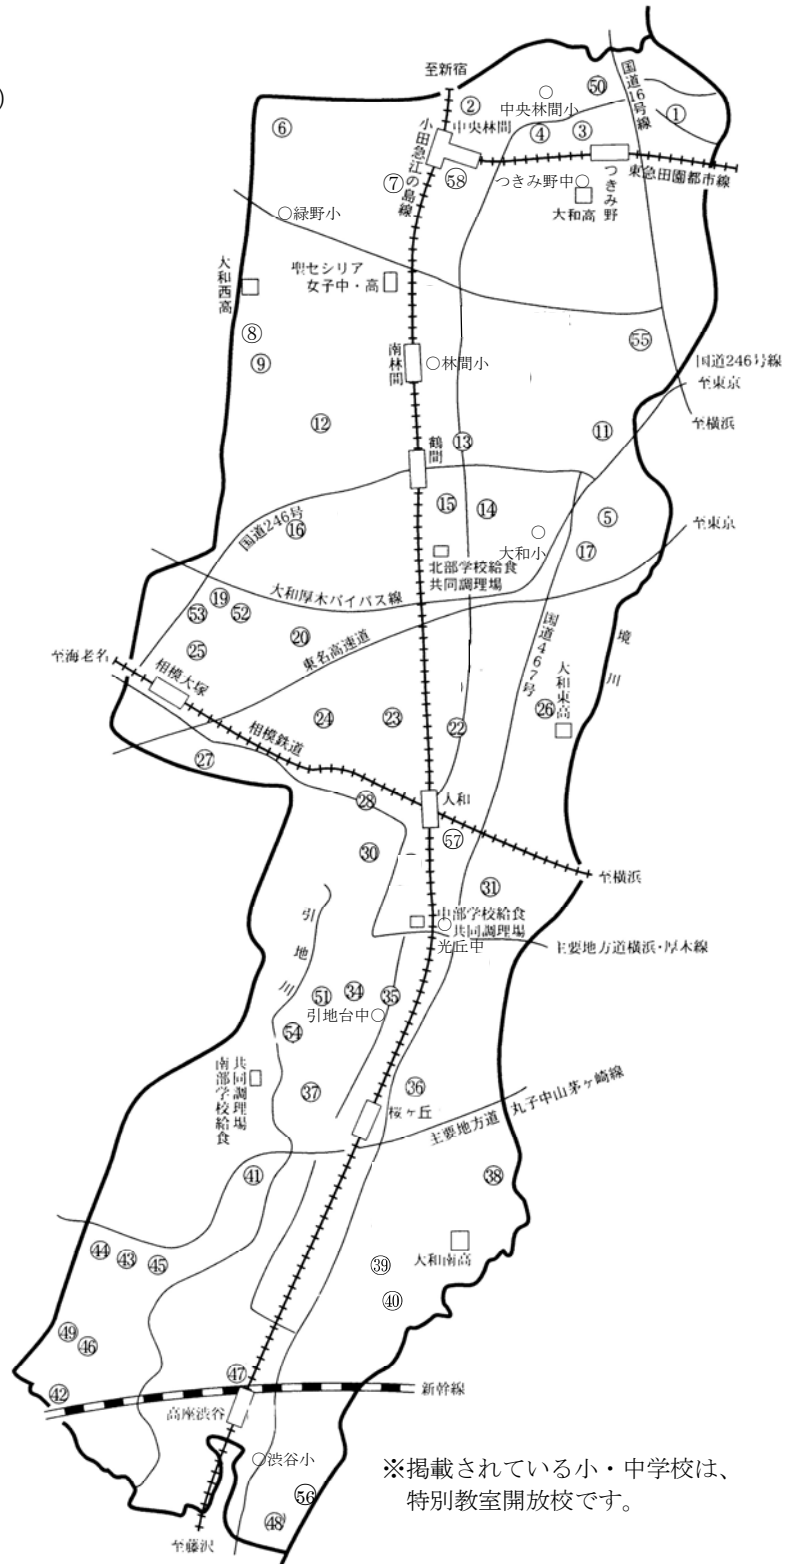 )
至新宿
国道16号線
50
②
中央林間小
①
⑥
中央林間
④
③
小田急江の島線
⑦
58
つきみ野中
つきみ野
東急田園都市線
大和高
緑野小
大和西高
聖セシリア
女子中・高
⑧
⑨
南林間
林間小
55
国道246号線
至東京
至横浜
⑫
⑬
⑪
鶴間
⑮
⑭
⑤
国道246号
⑯
大和小
⑰
至東京
北部学校給食
共同調理場
大和厚木バイパス線
⑲
53
52
国道467号
境川
⑳
東名高速道
25
至海老名
相模大塚
大和東高
26
24
23
22
相模鉄道
27
28
大和
57
30
31
至横浜
引地川
中部学校給食
共同調理場
光丘中
主要地方道横浜・厚木線
51
34
35
引地台中
54
南部学校給食
共同調理場
37
36
桜ヶ丘
主要地方道 丸子中山茅ヶ崎線
41
38
大和南高
44
43
45
39
40
49
46
47
42
新幹線
高座渋谷
渋谷小
56
48
至藤沢
※掲載されている小・中学校は、
特別教室開放校です。